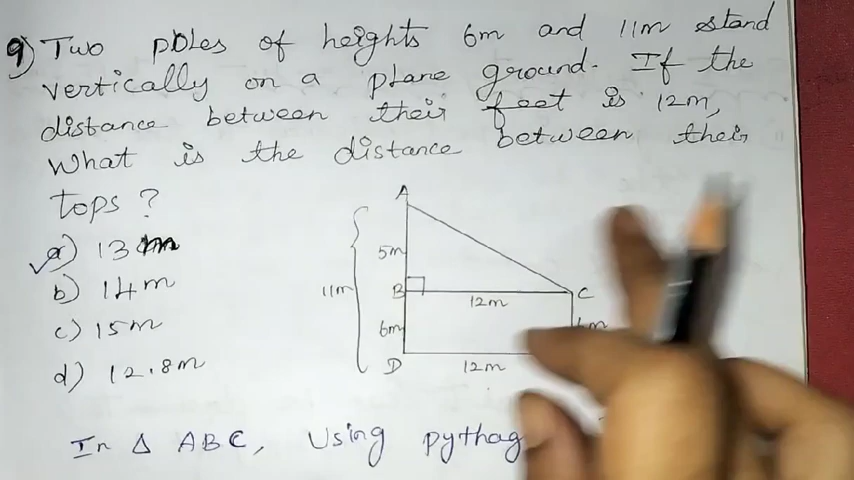 9) Two poles of heights 6m and 11m stand
vertically on a plane ground. If the
distance between their feet is 12m,
What is the distance between their
tops?
a) 13m
b) 14m
c) 15m
d) 12.8m
A
5m
11m
B
12m
C
6m
D
12m
In Δ ABC, Using